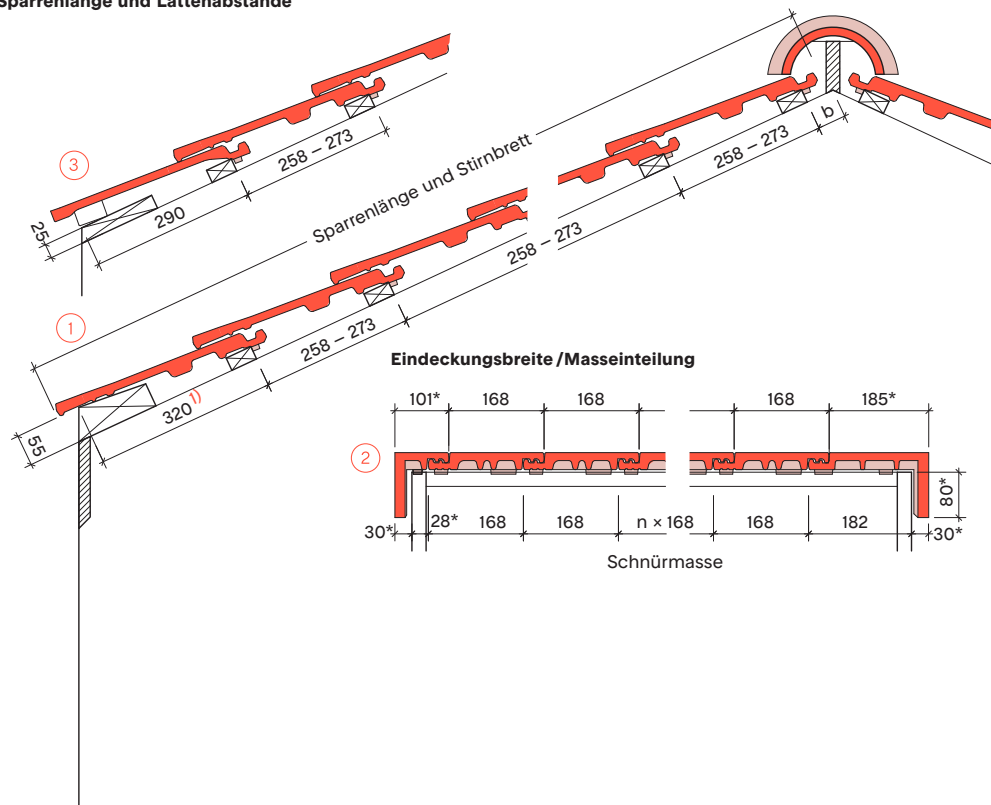 Sparrenlänge und Lattenabstände
3
25
290
258 – 273
Sparrenlänge und Stirnbrett
b
258 – 273
258 – 273
258 – 273
1
320 1)
55
Eindeckungsbreite/Masseinteilung
101* 168 168 168 185*
2
80*
30* 28* 168 168 n × 168 168 182 30*
Schnürmasse